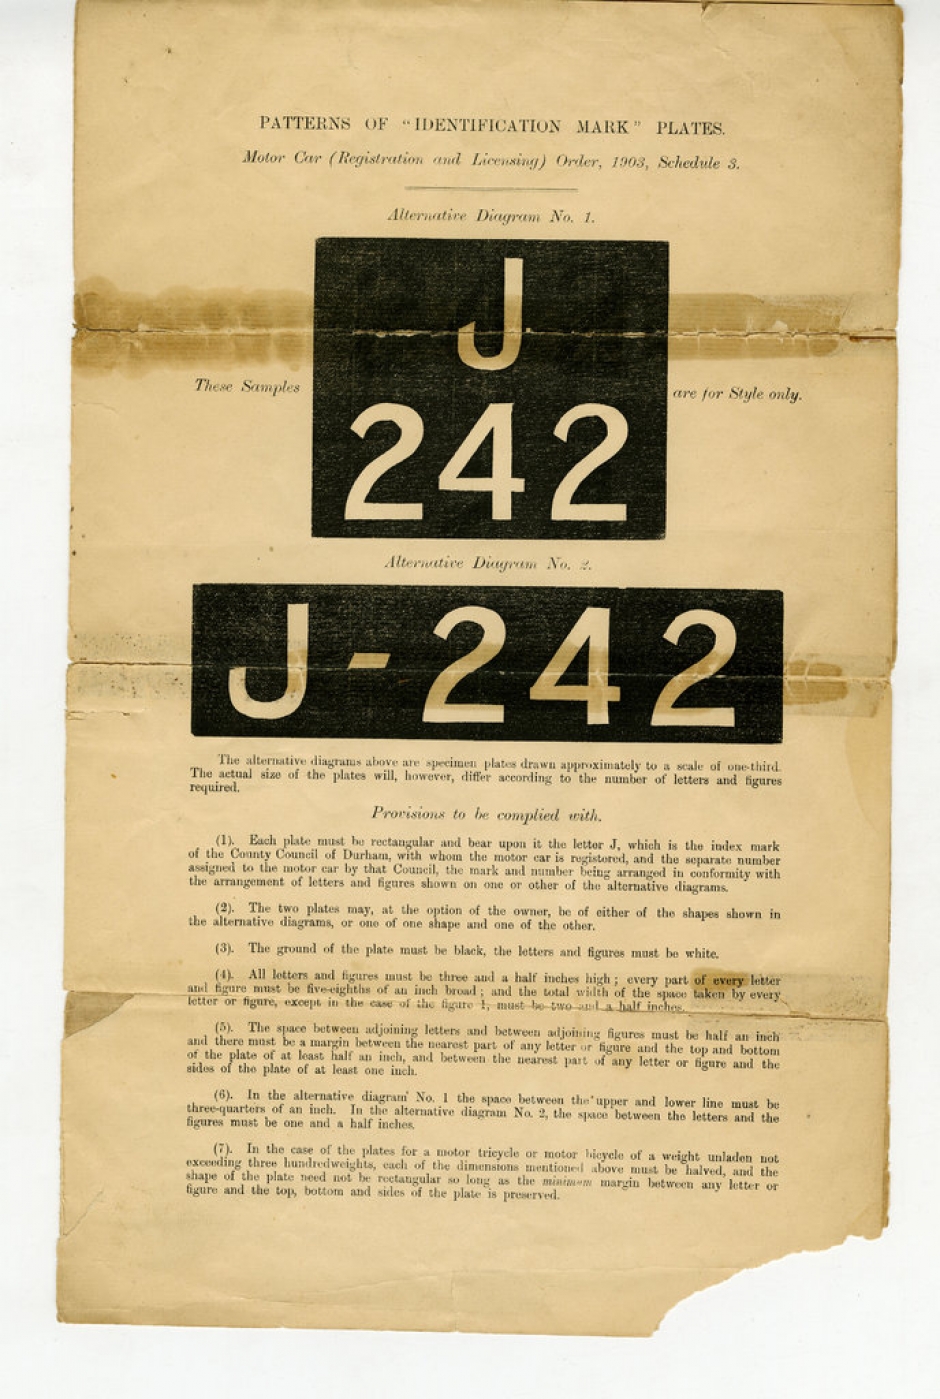 PATTERNS OF "IDENTIFICATION MARK" PLATES.
Motor Car (Registration and Licensing) Order, 1903, Schedule 3.
Alternative Diagram No. 1.
J
These Samples
are for Style only.
242
Alternative Diagram No. 2.
J-242
The alternative diagrams above are specimen plates drawn approximately to a scale of one-third.
The actual size of the plates will, however, differ according to the number of letters and figures
required.
Provisions to be complied with.
(1). Each plate must be rectangular and bear upon it the letter J, which is the index mark
of the County Council of Durham, with whom the motor car is registered, and the separate number
assigned to the motor car by that Council, the mark and number being arranged in conformity with
the arrangement of letters and figures shown on one or other of the alternative diagrams.
(2). The two plates may, at the option of the owner, be of either of the shapes shown in
the alternative diagrams, or one of one shape and one of the other.
(3). The ground of the plate must be black, the letters and figures must be white.
(4). All letters and figures must be three and a half inches high; every part of every letter
and figure must be five-eighths of an inch broad; and the total width of the space taken by every
letter or figure, except in the case of the figure 1, must be two and a half inches.
(5). The space between adjoining letters and between adjoining figures must be half an inch
and there must be a margin between the nearest part of any letter or figure and the top and bottom
of the plate of at least half an inch, and between the nearest part of any letter or figure and the
sides of the plate of at least one inch.
(6). In the alternative diagram No. 1 the space between the upper and lower line must be
three-quarters of an inch. In the alternative diagram No. 2, the space between the letters and the
figures must be one and a half inches.
(7). In the case of the plates for a motor tricycle or motor bicycle of a weight unladen not
exceeding three hundredweights, each of the dimensions mentioned above must be halved, and the
shape of the plate need not be rectangular so long as the minimum margin between any letter or
figure and the top, bottom and sides of the plate is preserved.